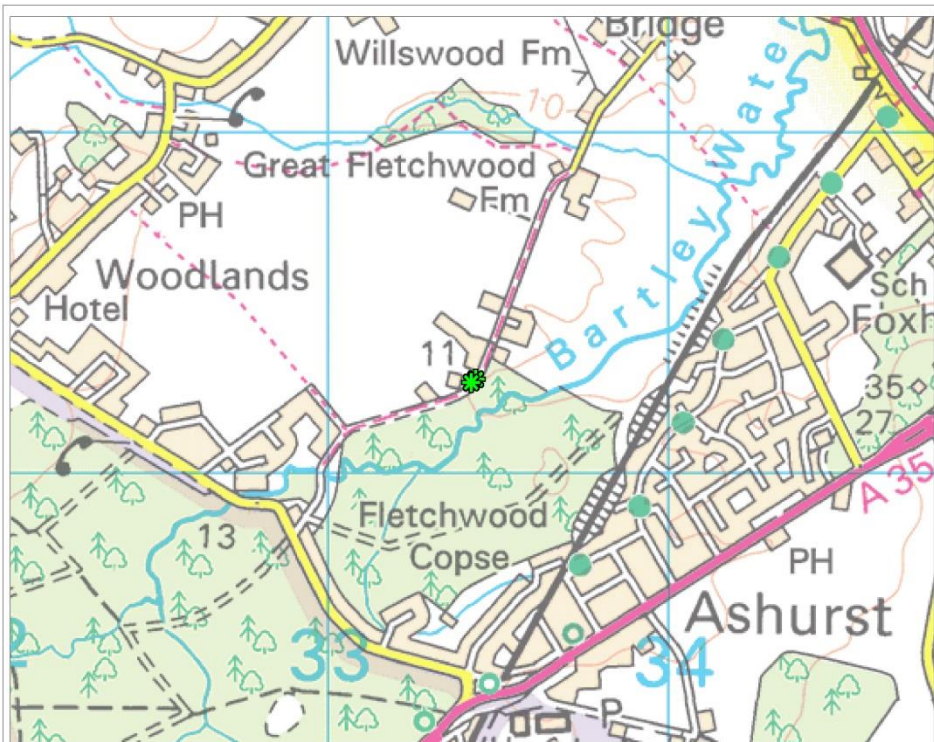 Bridge
Willswood Fm
10
Great Fletchwood
Fm
PH
Bartley Water
Woodlands
Hotel
Sch
Foxh
11
35
27
A 35
Fletchwood
Copse
13
PH
Ashurst
33
34
P